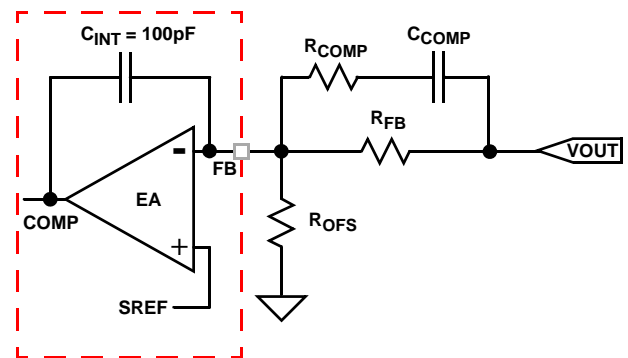 CINT = 100pF
RCOMP
CCOMP
RFB
VOUT
-
FB
EA
COMP
+
ROFS
SREF